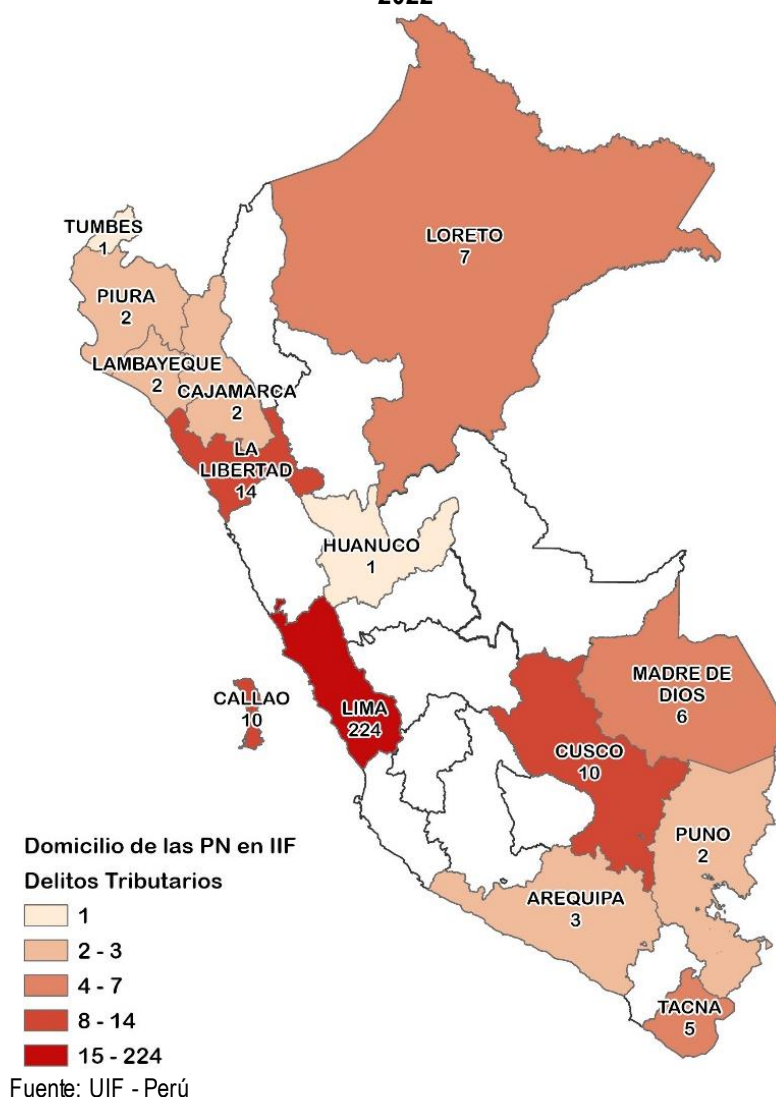 2022
TUMBES
1
LORETO
7
PIURA
2
LAMBAYEQUE
2
CAJAMARCA
2
LA
LIBERTAD
14
HUANUCO
1
MADRE DE
DIOS
6
CALLAO
10
LIMA
224
CUSCO
10
PUNO
2
AREQUIPA
3
TACNA
5
Domicilio de las PN en IIF
Delitos Tributarios
1
2 - 3
4 - 7
8 - 14
15 - 224
Fuente: UIF - Perú